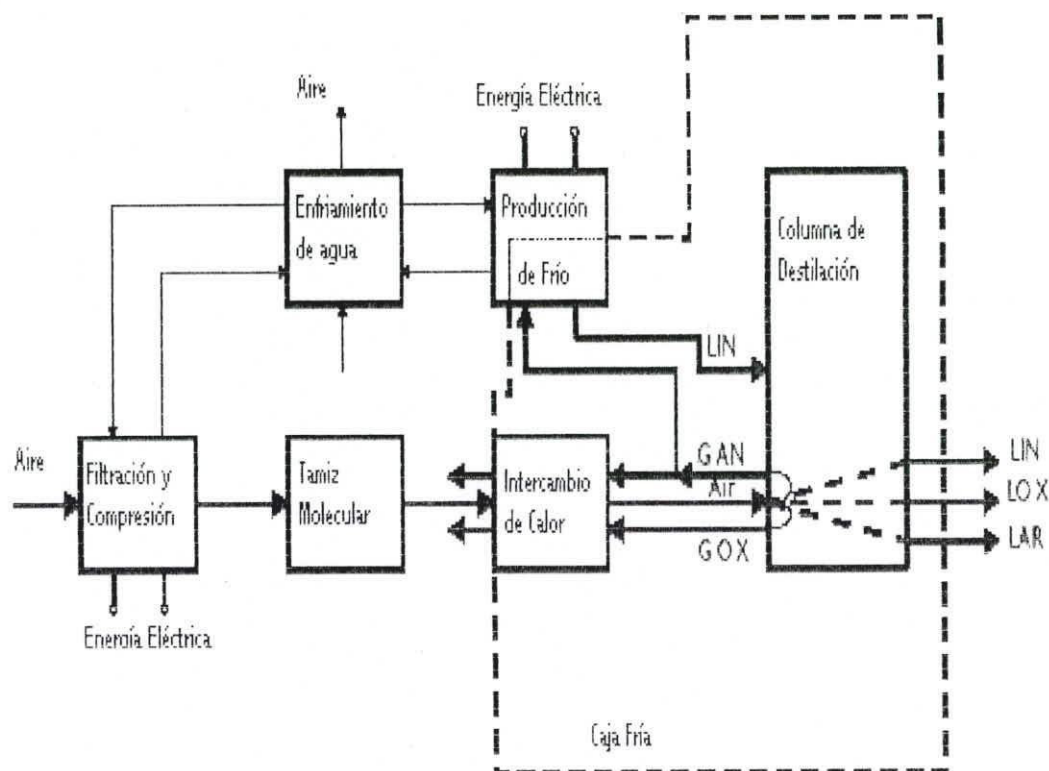 Aire
Energía Eléctrica
Enfriamiento
de agua
Producción
de Frío
Columna de
Destilación
LIN
Aire
Filtración y
Compresión
Tamiz
Molecular
Intercambio
de Calor
GAN
Air
GOX
LIN
LOX
LAR
Energía Eléctrica
Caja Fría